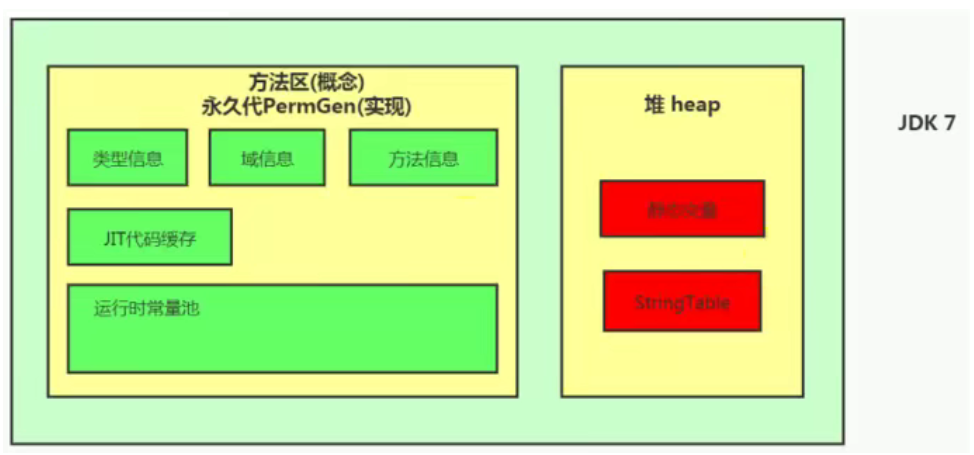 方法区(概念)
永久代PermGen(实现)
类型信息
域信息
方法信息
JIT代码缓存
运行时常量池
堆 heap
静态变量
StringTable
JDK 7